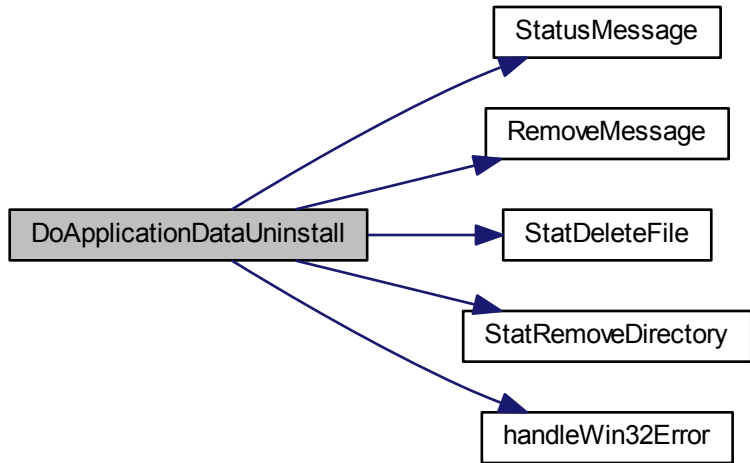 StatusMessage
RemoveMessage
DoApplicationDataUninstall
StatDeleteFile
StatRemoveDirectory
handleWin32Error